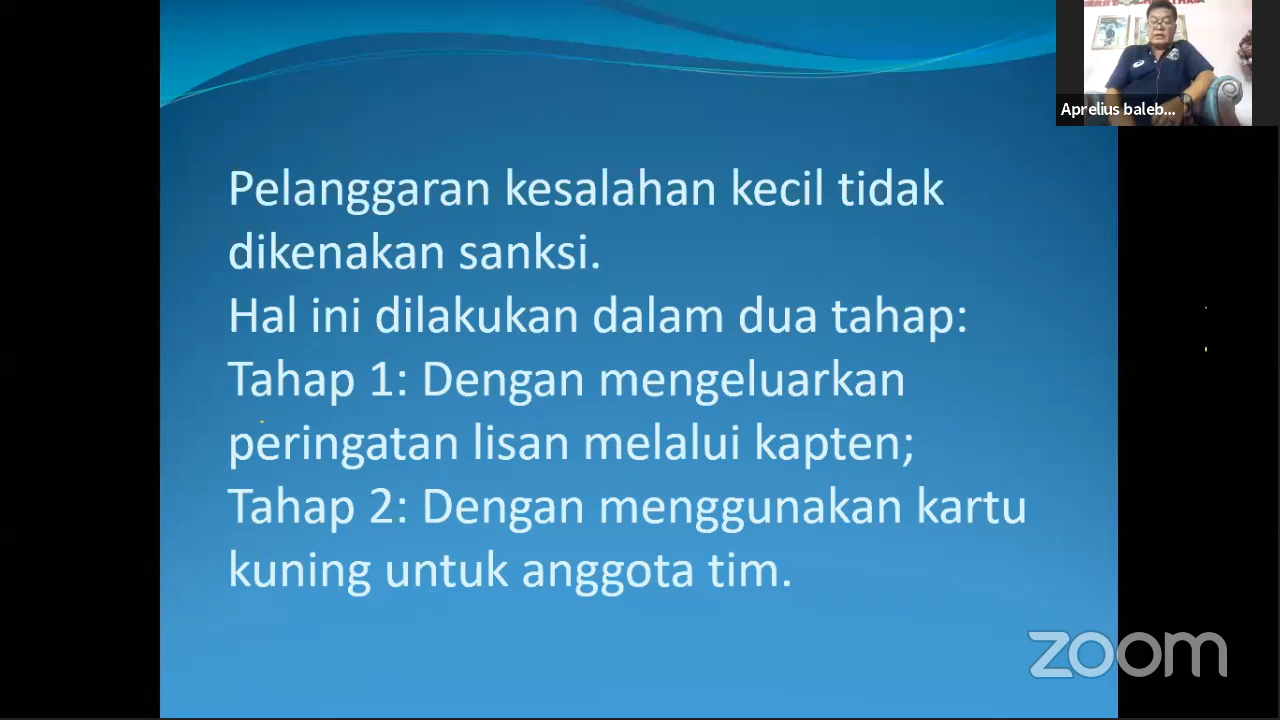 Aprelius baleb...
Pelanggaran kesalahan kecil tidak
dikenakan sanksi.
Hal ini dilakukan dalam dua tahap:
Tahap 1: Dengan mengeluarkan
peringatan lisan melalui kapten;
Tahap 2: Dengan menggunakan kartu
kuning untuk anggota tim.
zoom